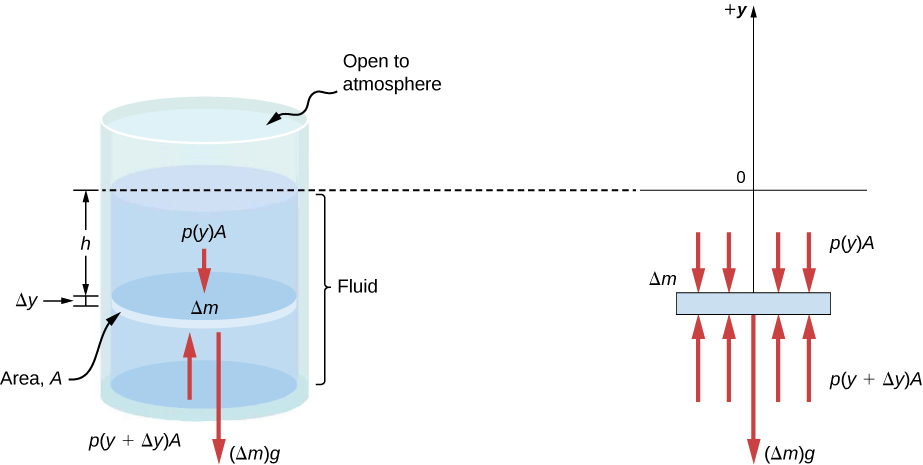 Open to
atmosphere
h
p(y)A
Δy
Δm
Fluid
Area, A
p(y + Δy)A
(Δm)g
+y
0
p(y)A
Δm
p(y + Δy)A
(Δm)g